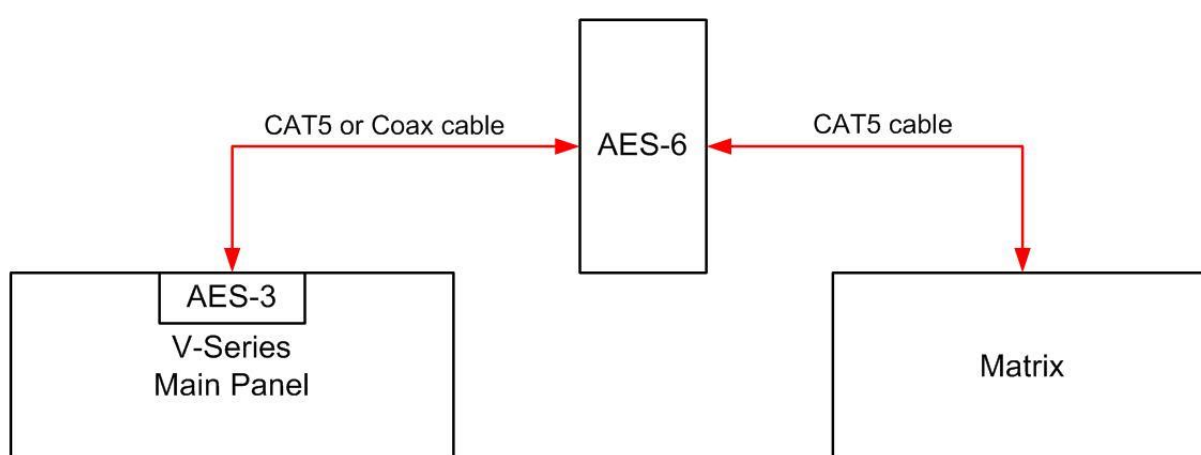 CAT5 or Coax cable
AES-6
CAT5 cable
AES-3
V-Series
Main Panel
Matrix